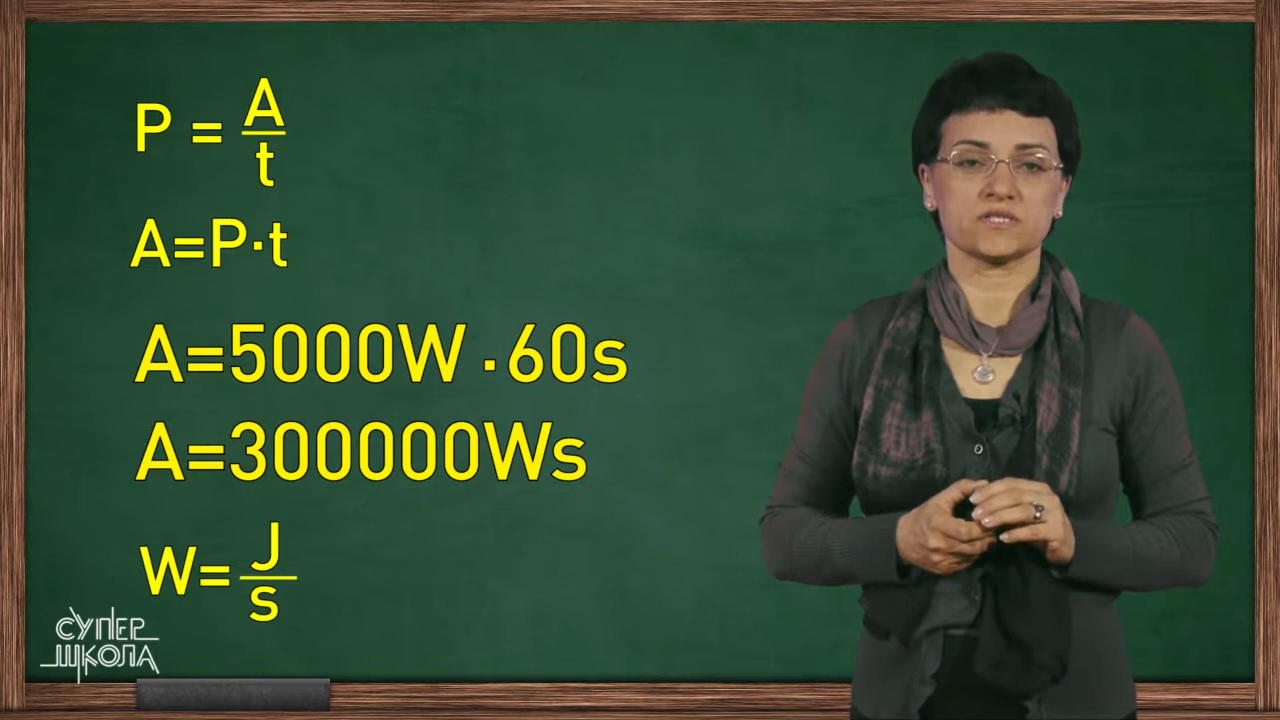 P = A/t
A=P·t
A=5000W·60s
A=300000Ws
W=J/s
СУПЕР
ШКОЛА